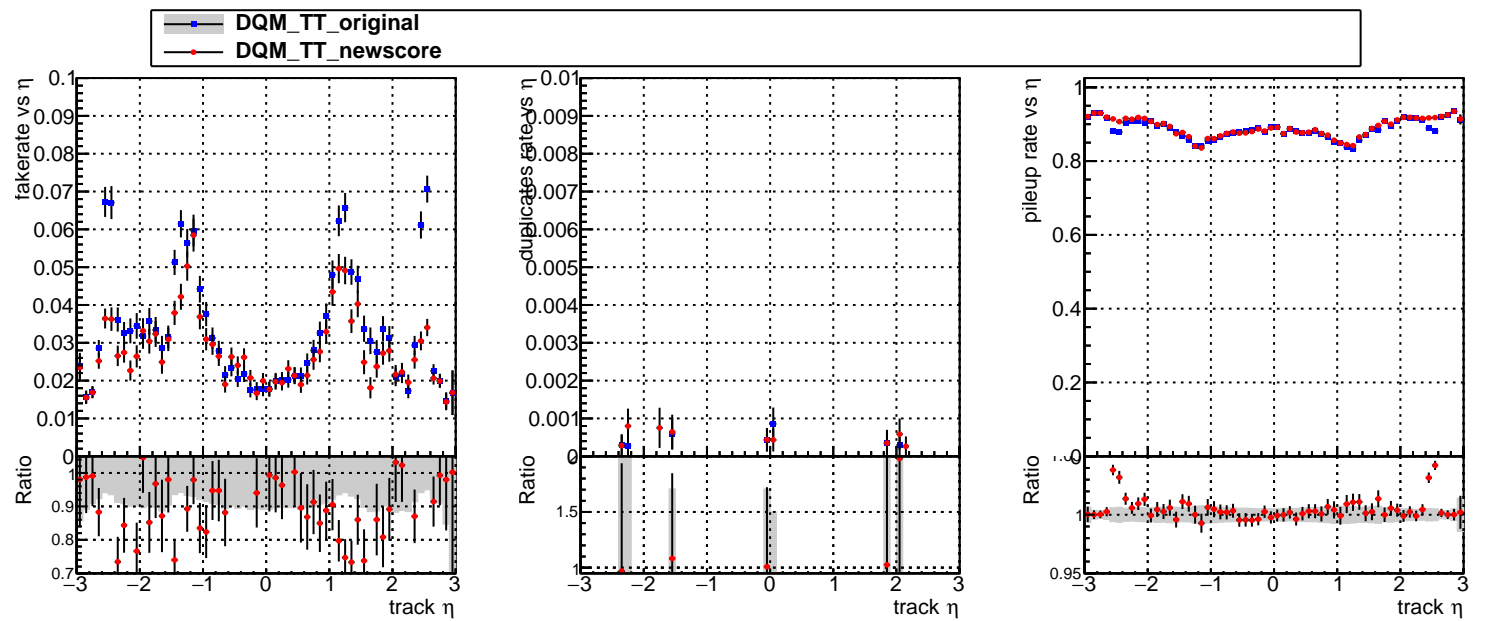 DQM_TT_original
DQM_TT_newscore
fakerate vs η
0.1
0.09
0.08
0.07
0.06
0.05
0.04
0.03
0.02
0.01
0
Ratio
1
0.9
0.8
0.7
−3 −2 −1 0 1 2 3
track η
duplicates rate vs η
0.01
0.009
0.008
0.007
0.006
0.005
0.004
0.003
0.002
0.001
0
Ratio
1.5
1
−3 −2 −1 0 1 2 3
track η
pileup rate vs η
1
0.8
0.6
0.4
0.2
0
Ratio
1
0.95
−3 −2 −1 0 1 2 3
track η